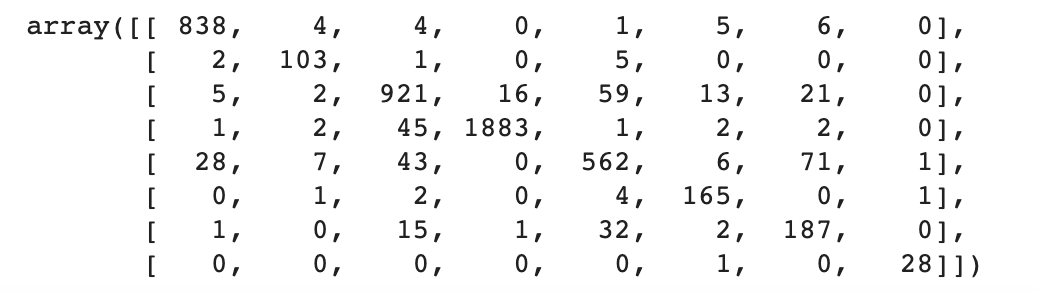 array([[ 838,    4,    4,    0,    1,    5,    6,    0],
       [   2,  103,    1,    0,    5,    0,    0,    0],
       [   5,    2,  921,   16,   59,   13,   21,    0],
       [   1,    2,   45, 1883,    1,    2,    2,    0],
       [  28,    7,   43,    0,  562,    6,   71,    1],
       [   0,    1,    2,    0,    4,  165,    0,    1],
       [   1,    0,   15,    1,   32,    2,  187,    0],
       [   0,    0,    0,    0,    0,    1,    0,   28]])